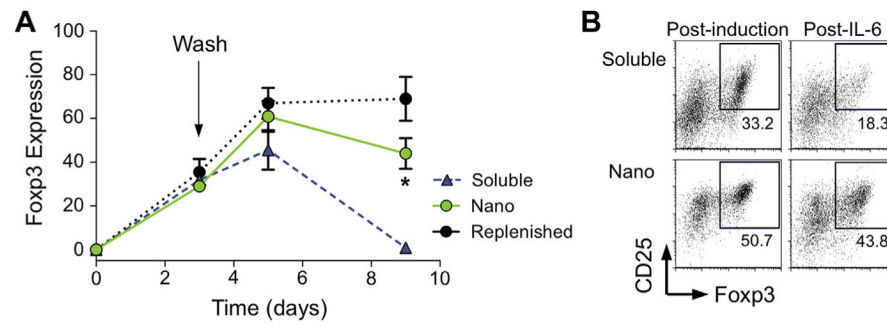 A
Wash
Foxp3 Expression
100
80
60
40
20
0
0
2
4
6
8
10
Time (days)
*
Soluble
Nano
Replenished
B
Post-induction Post-IL-6
Soluble
33.2
18.3
Nano
50.7
43.8
CD25
Foxp3